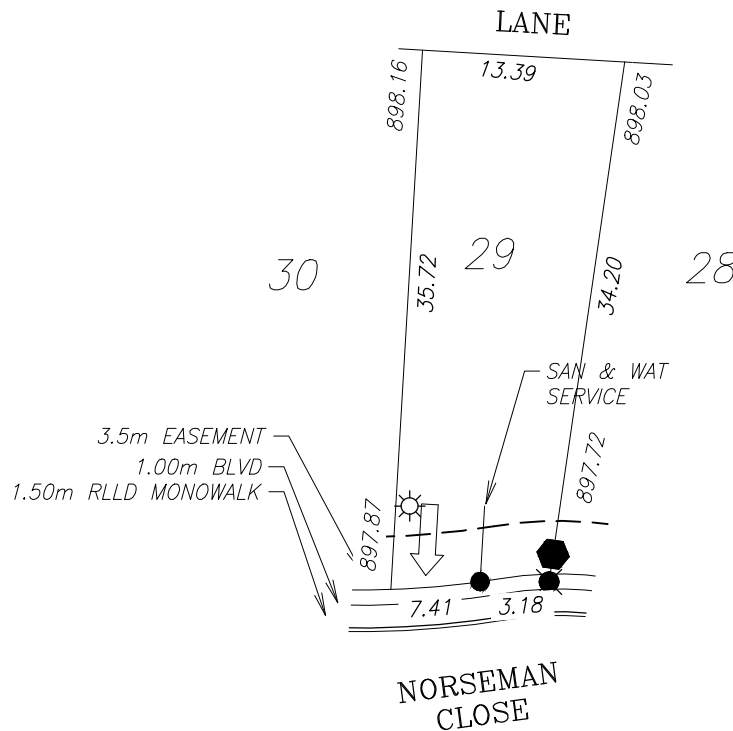 LANE
13.39
898.16
898.03
30
29
28
35.72
34.20
SAN & WAT
SERVICE
3.5m EASEMENT
1.00m BLVD
1.50m RLLD MONOWALK
897.72
897.87
7.41
3.18
NORSEMAN
CLOSE